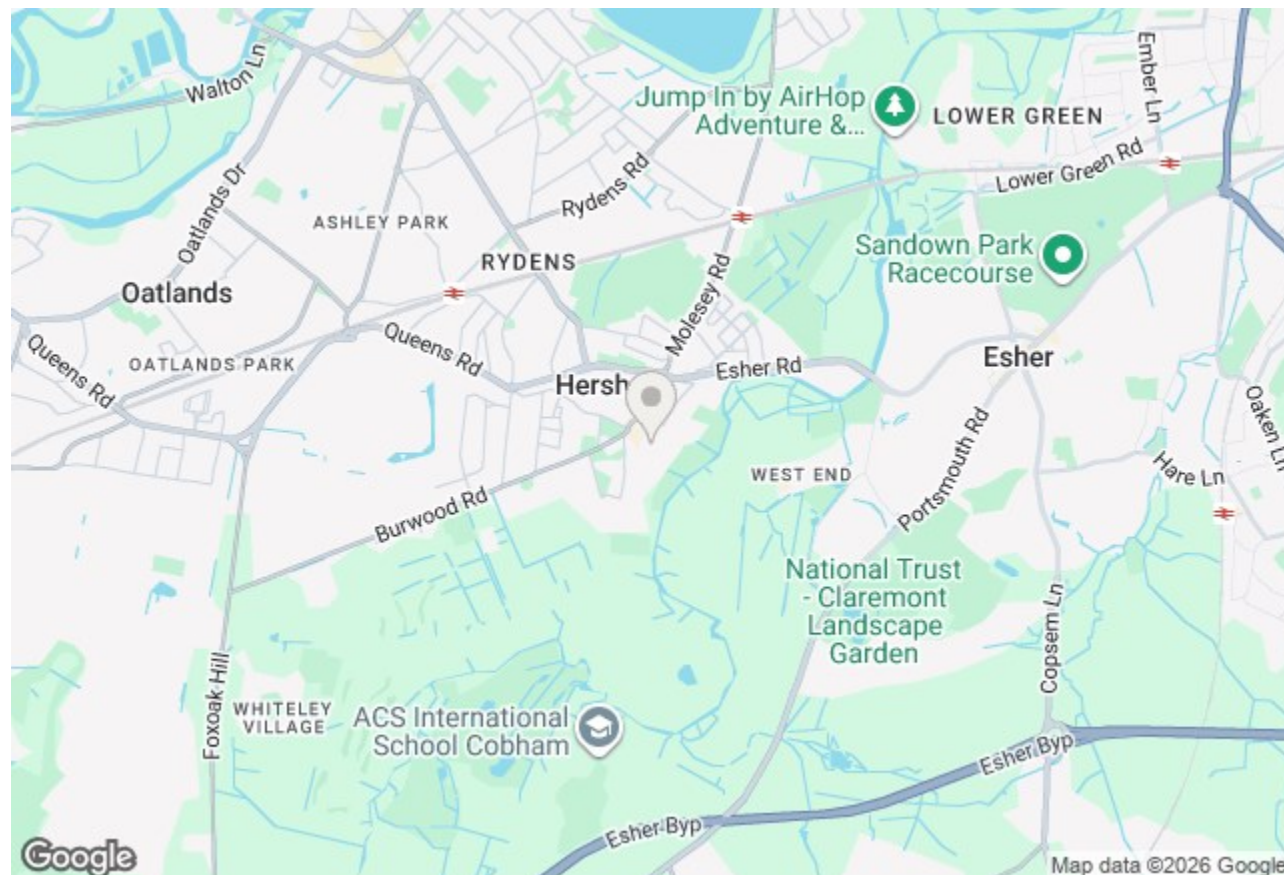 Walton Ln
Ember Ln
Jump In by AirHop
Adventure &...
LOWER GREEN
Lower Green Rd
Rydens Rd
Oatlands Dr
ASHLEY PARK
RYDENS
Sandown Park
Racecourse
Oatlands
Molesey Rd
Queens Rd
Queens Rd
OATLANDS PARK
Esher Rd
Esher
Hersh
Oaken Ln
Portsmouth Rd
WEST END
Hare Ln
Burwood Rd
National Trust
- Claremont
Landscape
Garden
Copsem Ln
Foxoak Hill
WHITELEY
VILLAGE
ACS International
School Cobham
Esher Byp
Esher Byp
Google
Map data ©2026 Google